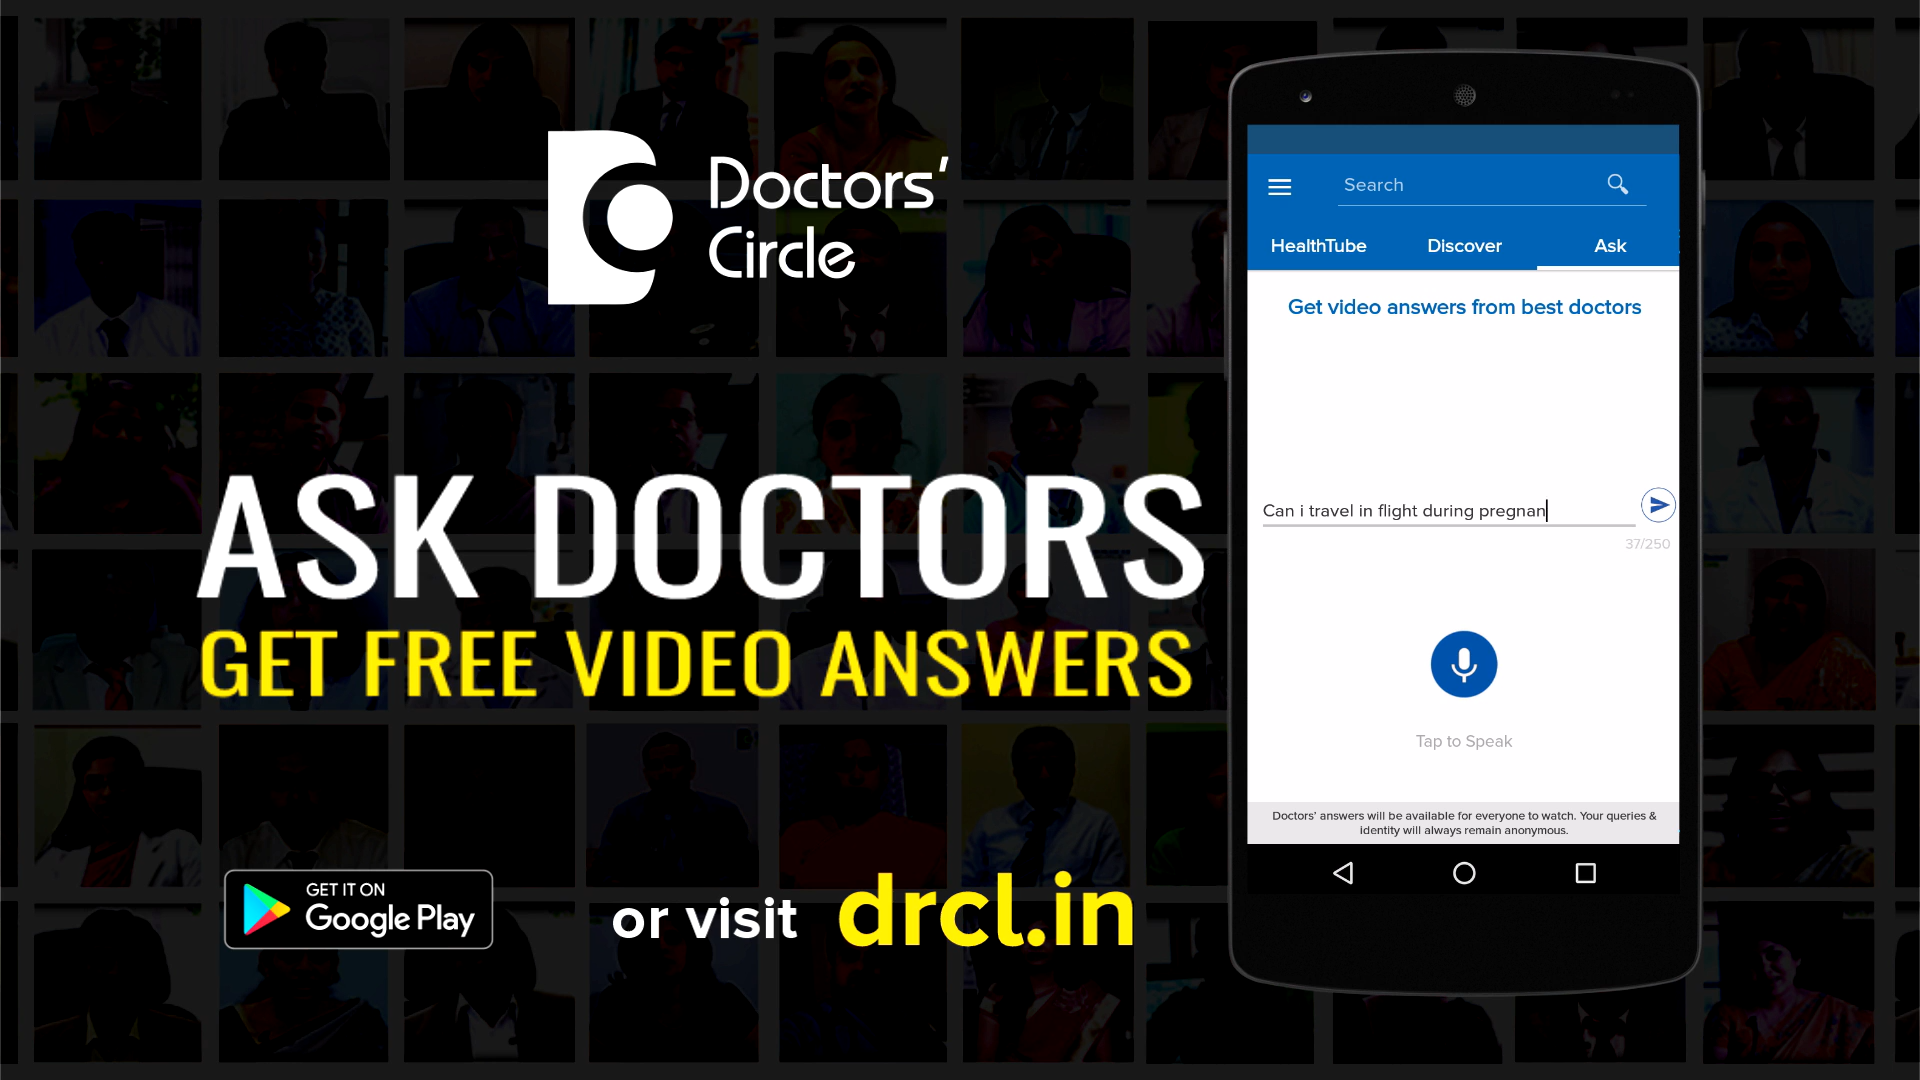 Doctors'
Circle
ASK DOCTORS
GET FREE VIDEO ANSWERS
GET IT ON
Google Play
or visit drcl.in
Search
HealthTube Discover Ask
Get video answers from best doctors
Can i travel in flight during pregnan
37/250
Tap to Speak
Doctors' answers will be available for everyone to watch. Your queries &
identity will always remain anonymous.